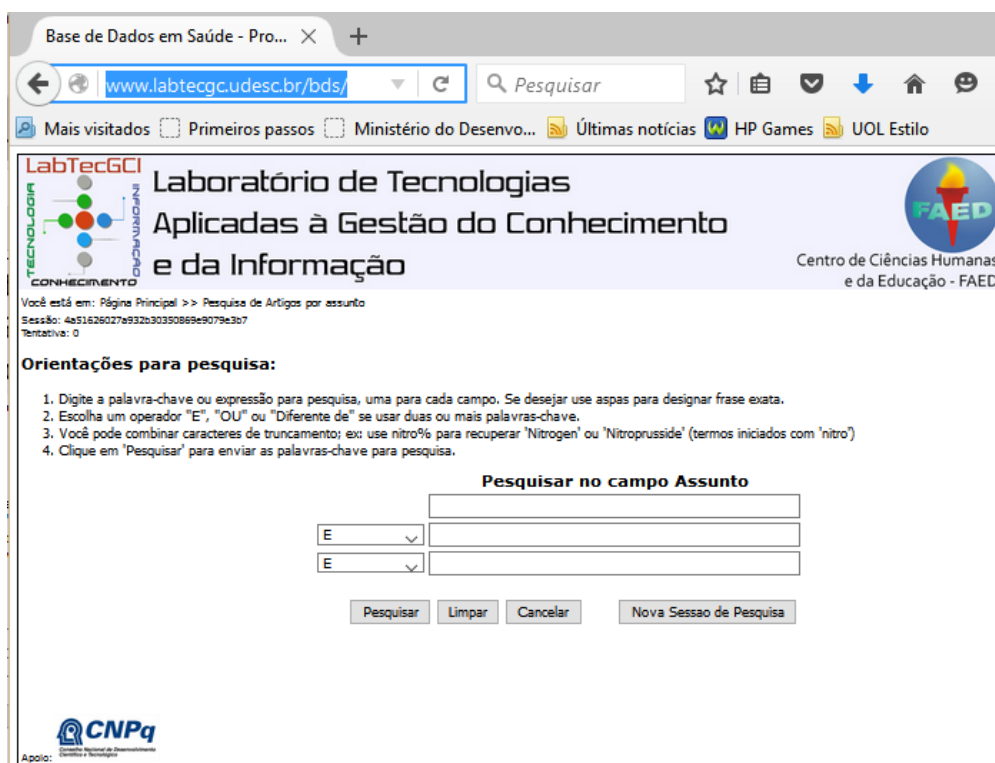 Base de Dados em Saúde - Pro...
www.labtecgc.udesc.br/bds/
Pesquisar
Mais visitados Primeiros passos Ministério do Desenvo... Últimas notícias HP Games UOL Estilo
LabTecGCI
TECNOLOGIA
INFORMACAO
CONHECIMENTO
Laboratório de Tecnologias
Aplicadas à Gestão do Conhecimento
e da Informação
FAED
Centro de Ciências Humanas
e da Educação - FAED
Você está em: Página Principal >> Pesquisa de Artigos por assunto
Sessão: 4a51626027a932b30350869e9079e3b7
Tentativa: 0
Orientações para pesquisa:
1. Digite a palavra-chave ou expressão para pesquisa, uma para cada campo. Se desejar use aspas para designar frase exata.
2. Escolha um operador "E", "OU" ou "Diferente de" se usar duas ou mais palavras-chave.
3. Você pode combinar caracteres de truncamento; ex: use nitro% para recuperar 'Nitrogen' ou 'Nitroprusside' (termos iniciados com 'nitro')
4. Clique em 'Pesquisar' para enviar as palavras-chave para pesquisa.
Pesquisar no campo Assunto
E
E
Pesquisar Limpar Cancelar Nova Sessao de Pesquisa
CNPq
Conselho Nacional de Desenvolvimento
Científico e Tecnológico
Apoio: